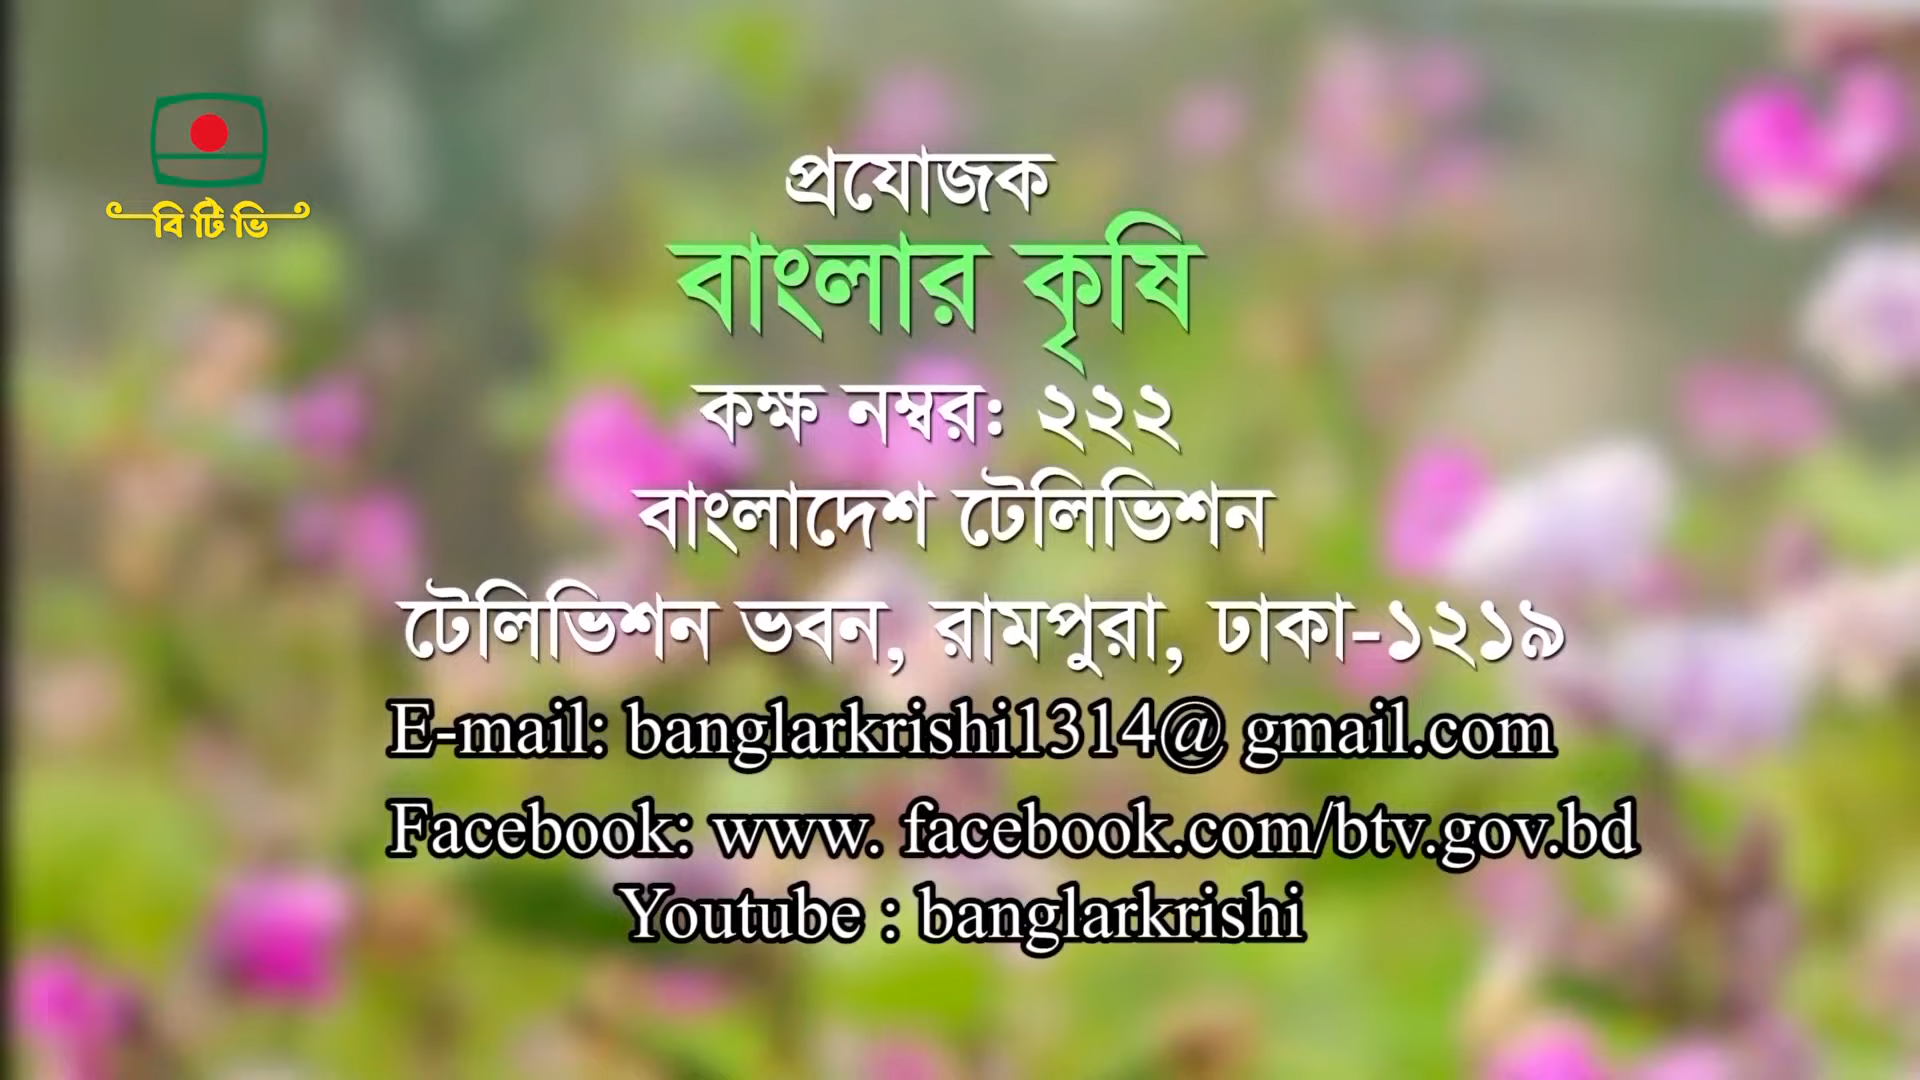 বি টি ভি
প্রযোজক
বাংলার কৃষি
কক্ষ নম্বর: ২২২
বাংলাদেশ টেলিভিশন
টেলিভিশন ভবন, রামপুরা, ঢাকা-১২১৯
E-mail: banglarkrishi1314@ gmail.com
Facebook: www. facebook.com/btv.gov.bd
Youtube : banglarkrishi